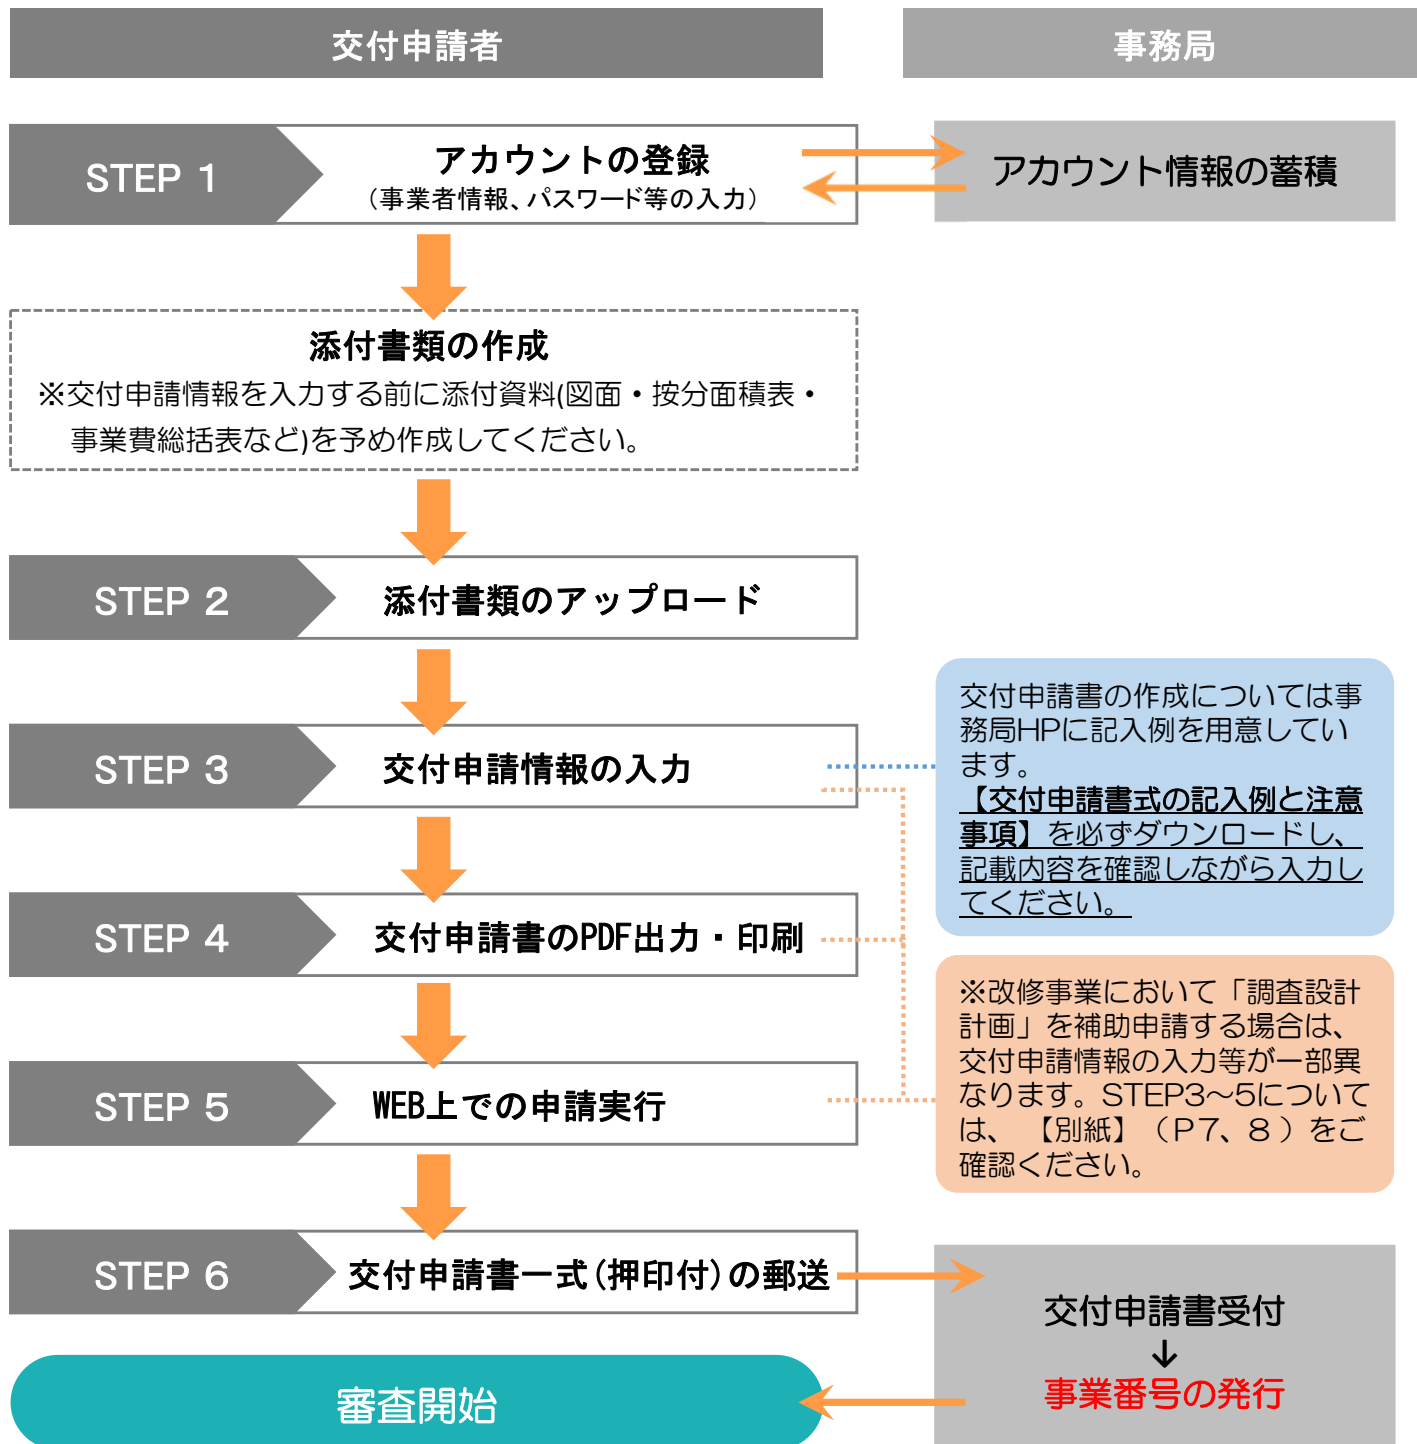 交付申請者
事務局
STEP 1
アカウントの登録
（事業者情報、パスワード等の入力）
アカウント情報の蓄積
添付書類の作成
※交付申請情報を入力する前に添付資料(図面・按分面積表・
事業費総括表など)を予め作成してください。
STEP 2
添付書類のアップロード
STEP 3
交付申請情報の入力
交付申請書の作成については事
務局HPに記入例を用意してい
ます。
【交付申請書式の記入例と注意
事項】を必ずダウンロードし、
記載内容を確認しながら入力し
てください。
STEP 4
交付申請書のPDF出力・印刷
※改修事業において「調査設計
計画」を補助申請する場合は、
交付申請情報の入力等が一部異
なります。STEP3～5について
は、【別紙】（P7、8）をご
確認ください。
STEP 5
WEB上での申請実行
STEP 6
交付申請書一式(押印付)の郵送
交付申請書受付
↓
事業番号の発行
審査開始